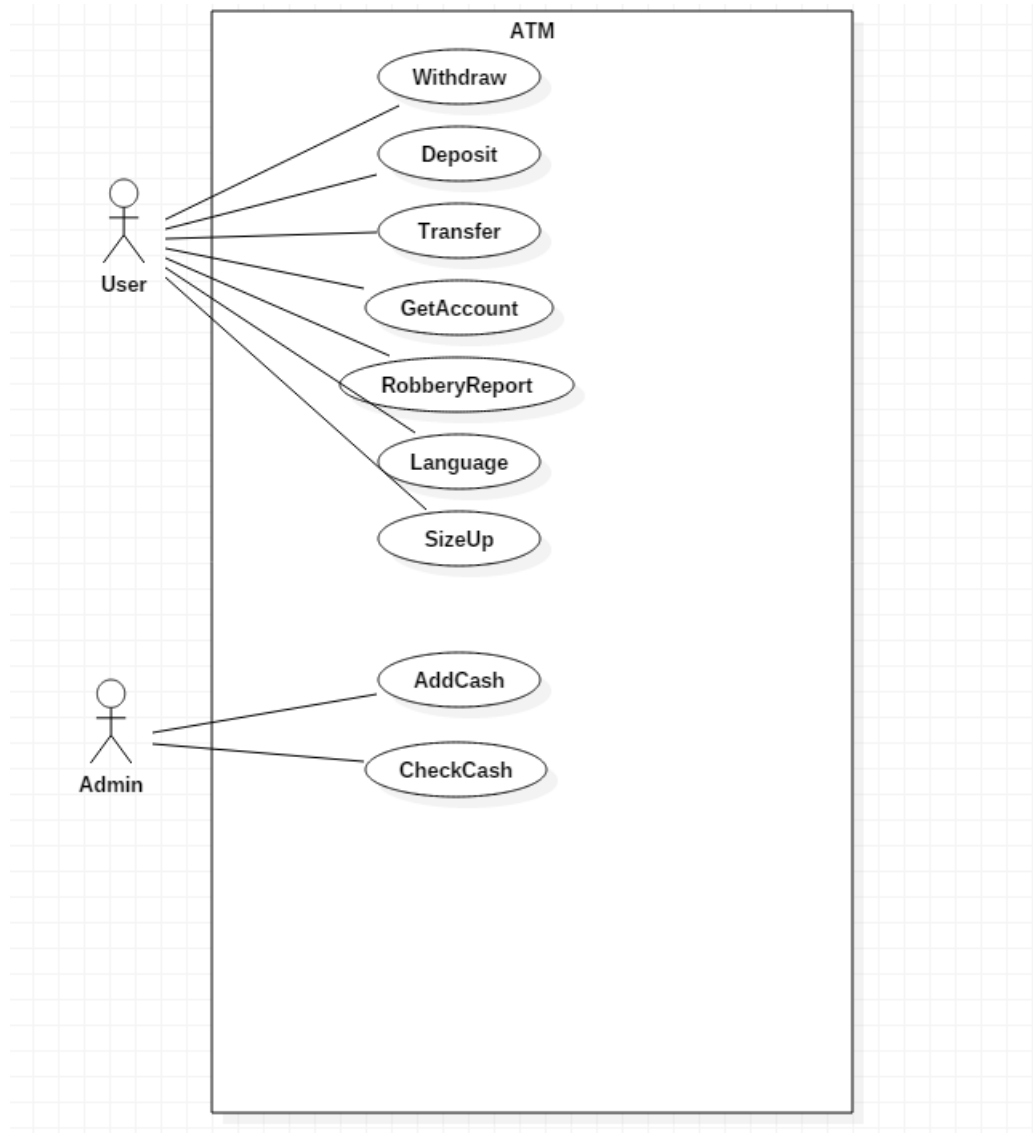 ATM
Withdraw
Deposit
Transfer
User
GetAccount
RobberyReport
Language
SizeUp
AddCash
Admin
CheckCash